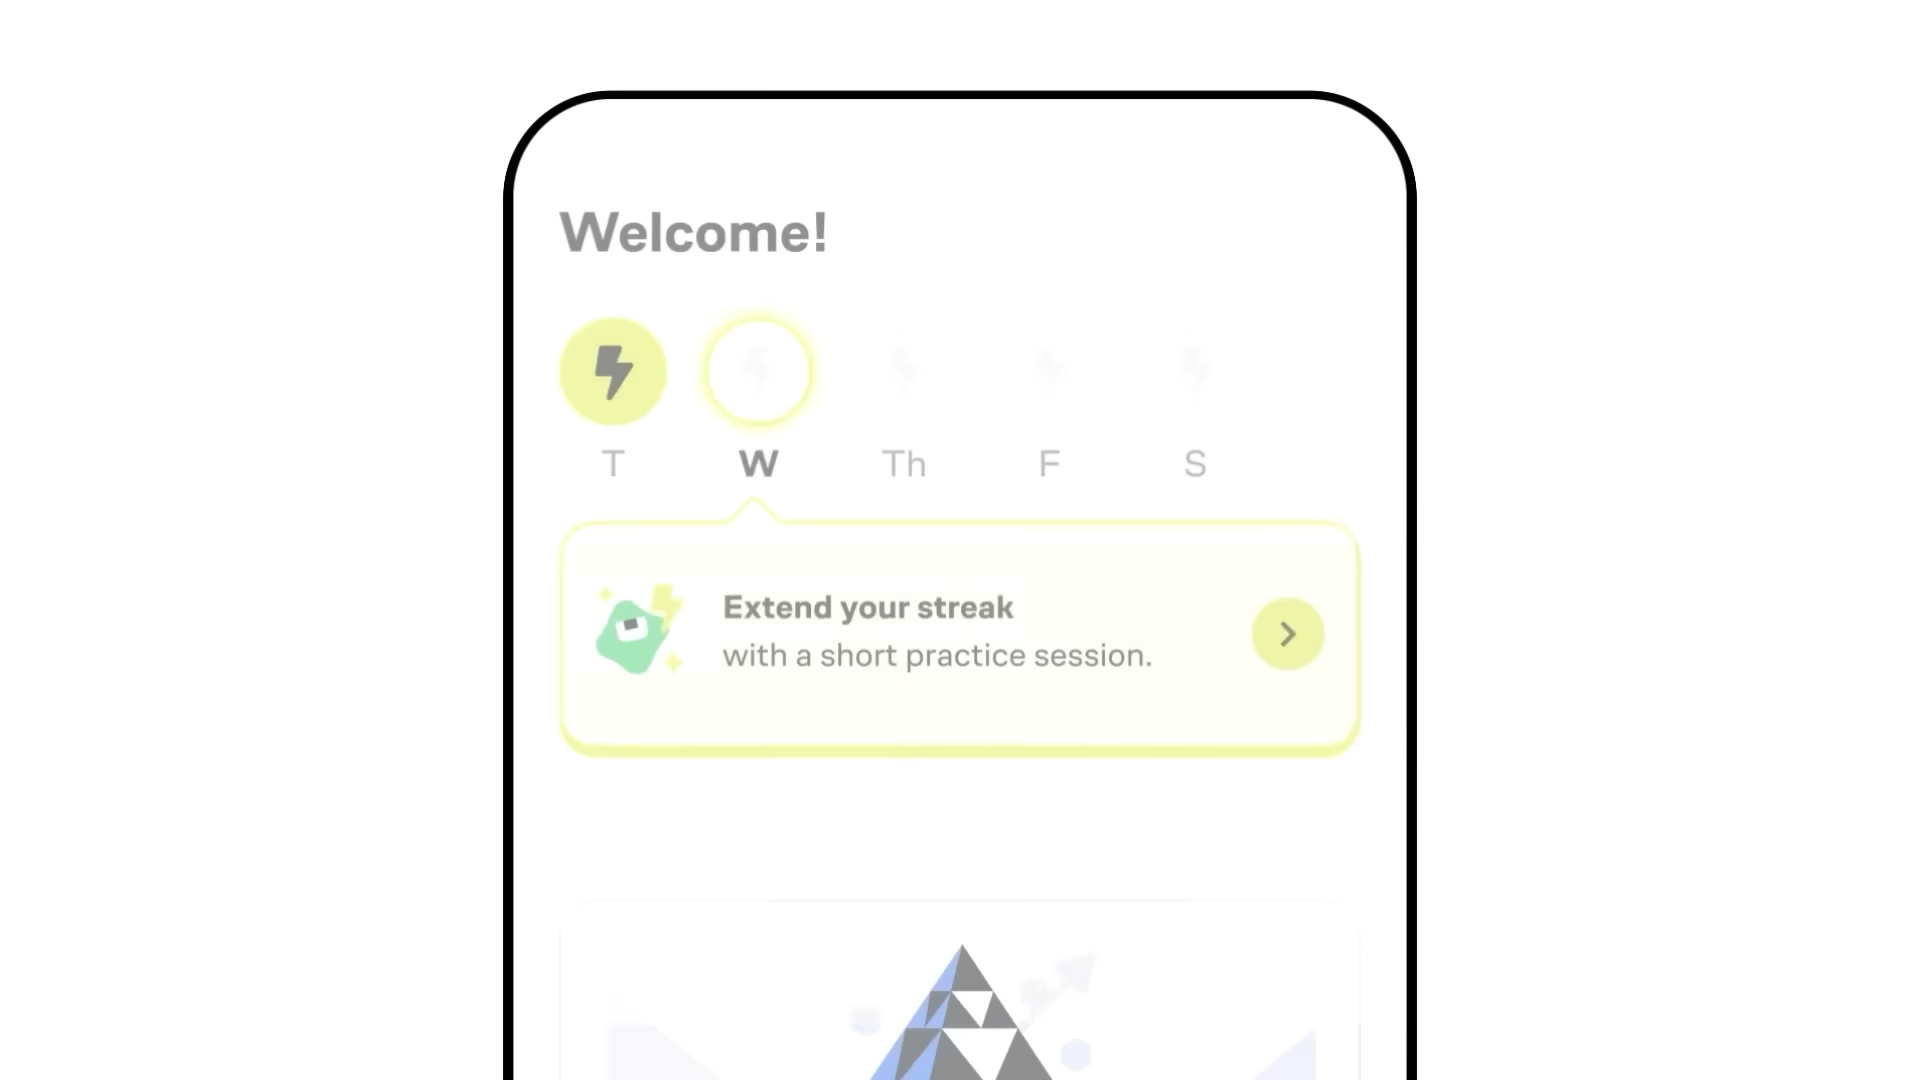 Welcome!
T W Th F S
Extend your streak
with a short practice session.